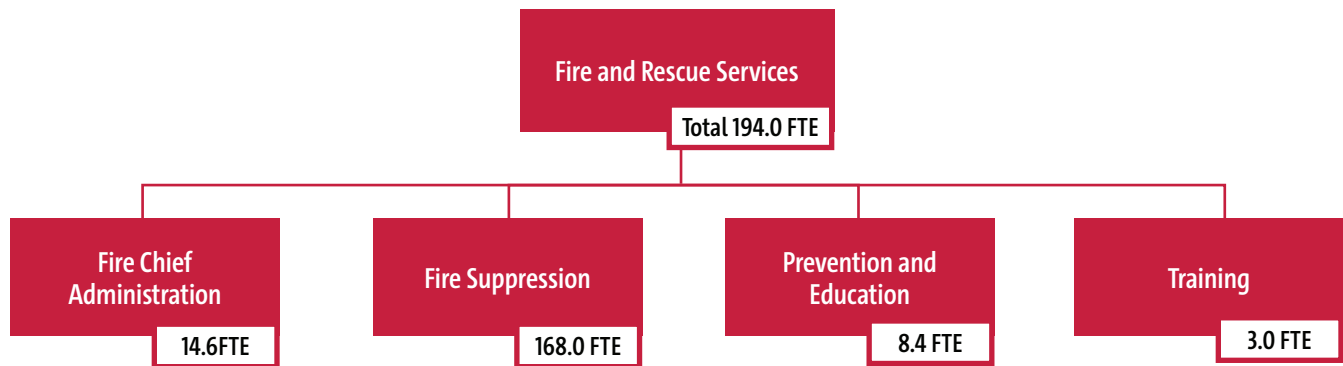 Fire and Rescue Services
Total 194.0 FTE
Fire Chief
Administration
14.6FTE
Fire Suppression
168.0 FTE
Prevention and
Education
8.4 FTE
Training
3.0 FTE